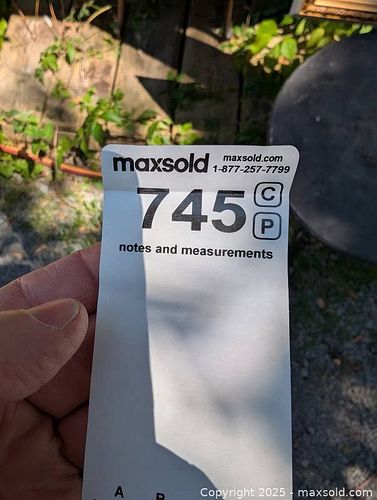 maxsold maxsold.com
1-877-257-7799
745 C
P
notes and measurements
A B
Copyright © 2025 - maxsold.com